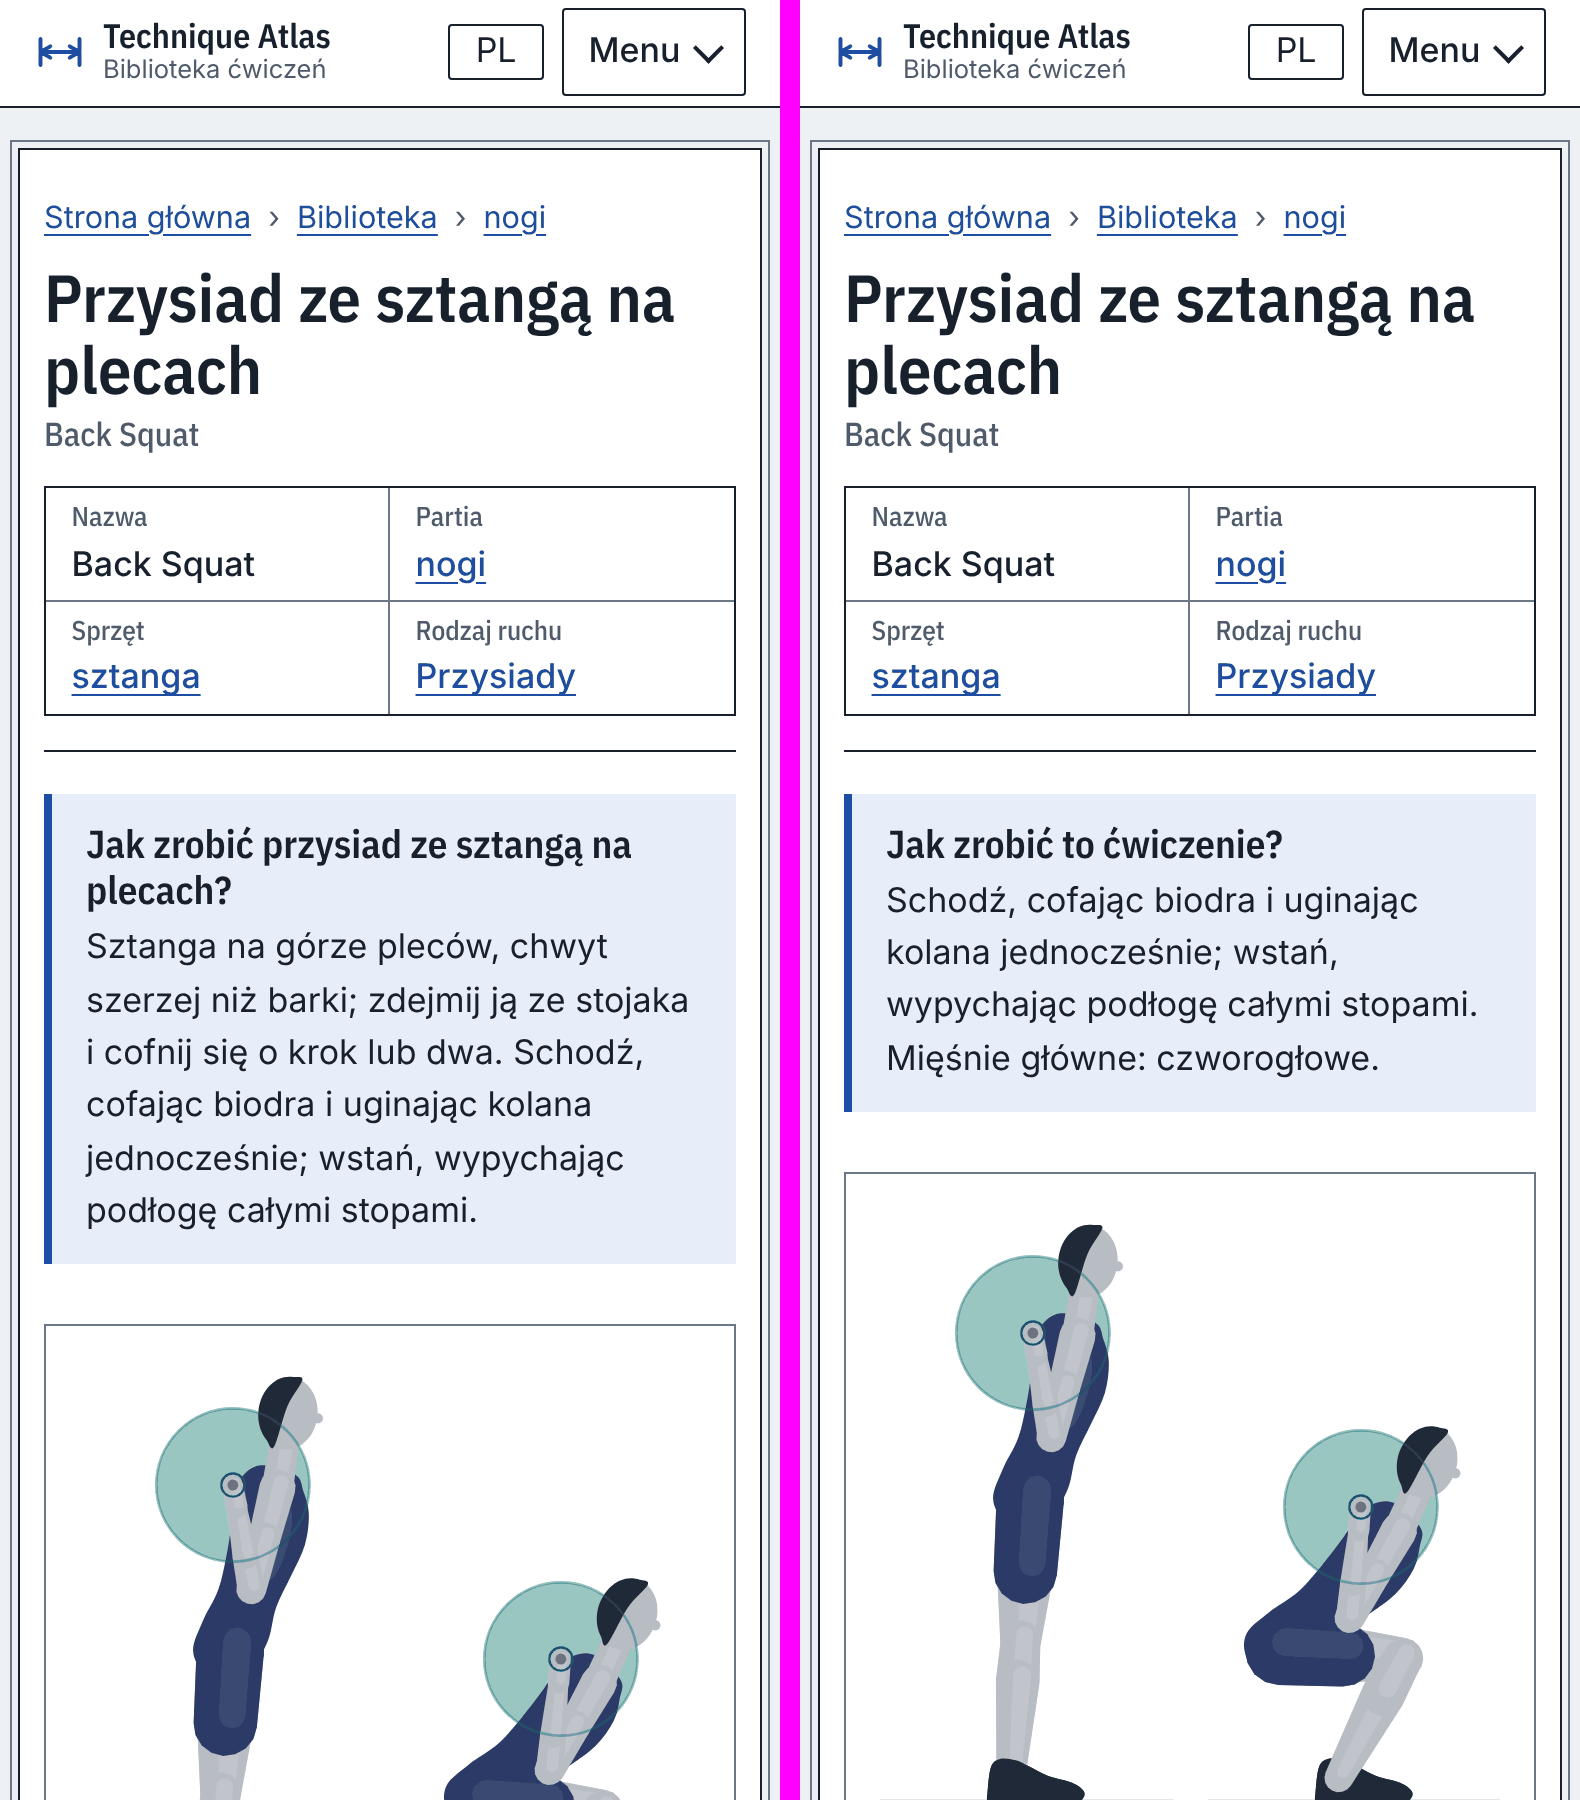 Technique Atlas
Biblioteka ćwiczeń
PL
Menu
Strona główna › Biblioteka › nogi
Przysiad ze sztangą na
plecach
Back Squat
Nazwa
Back Squat
Partia
nogi
Sprzęt
sztanga
Rodzaj ruchu
Przysiady
Jak zrobić przysiad ze sztangą na
plecach?
Sztanga na górze pleców, chwyt
szerzej niż barki; zdejmij ją ze stojaka
i cofnij się o krok lub dwa. Schodź,
cofając biodra i uginając kolana
jednocześnie; wstań, wypychając
podłogę całymi stopami.
Technique Atlas
Biblioteka ćwiczeń
PL
Menu
Strona główna › Biblioteka › nogi
Przysiad ze sztangą na
plecach
Back Squat
Nazwa
Back Squat
Partia
nogi
Sprzęt
sztanga
Rodzaj ruchu
Przysiady
Jak zrobić to ćwiczenie?
Schodź, cofając biodra i uginając
kolana jednocześnie; wstań,
wypychając podłogę całymi stopami.
Mięśnie główne: czworogłowe.